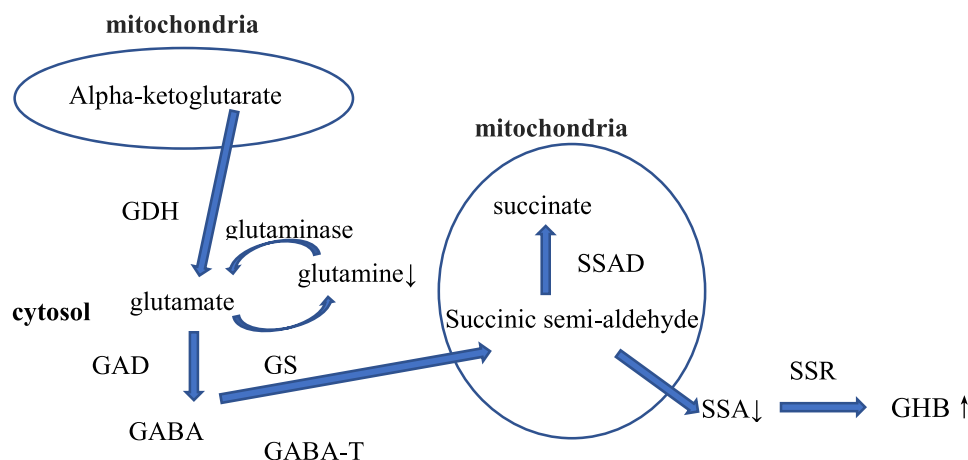 mitochondria
Alpha-ketoglutarate
mitochondria
GDH
succinate
glutaminase
SSAD
glutamine↓
glutamate
cytosol
Succinic semi-aldehyde
GAD
GS
SSR
SSA↓
GHB ↑
GABA
GABA-T